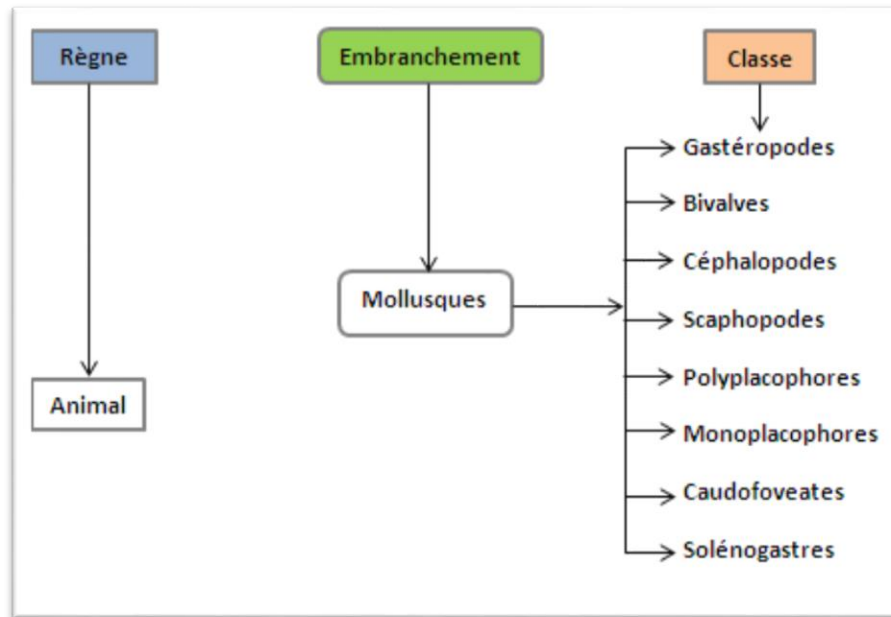 Règne
Embranchement
Classe
Gastéropodes
Bivalves
Céphalopodes
Mollusques
Scaphopodes
Polyplacophores
Animal
Monoplacophores
Caudofoveates
Solénogastres